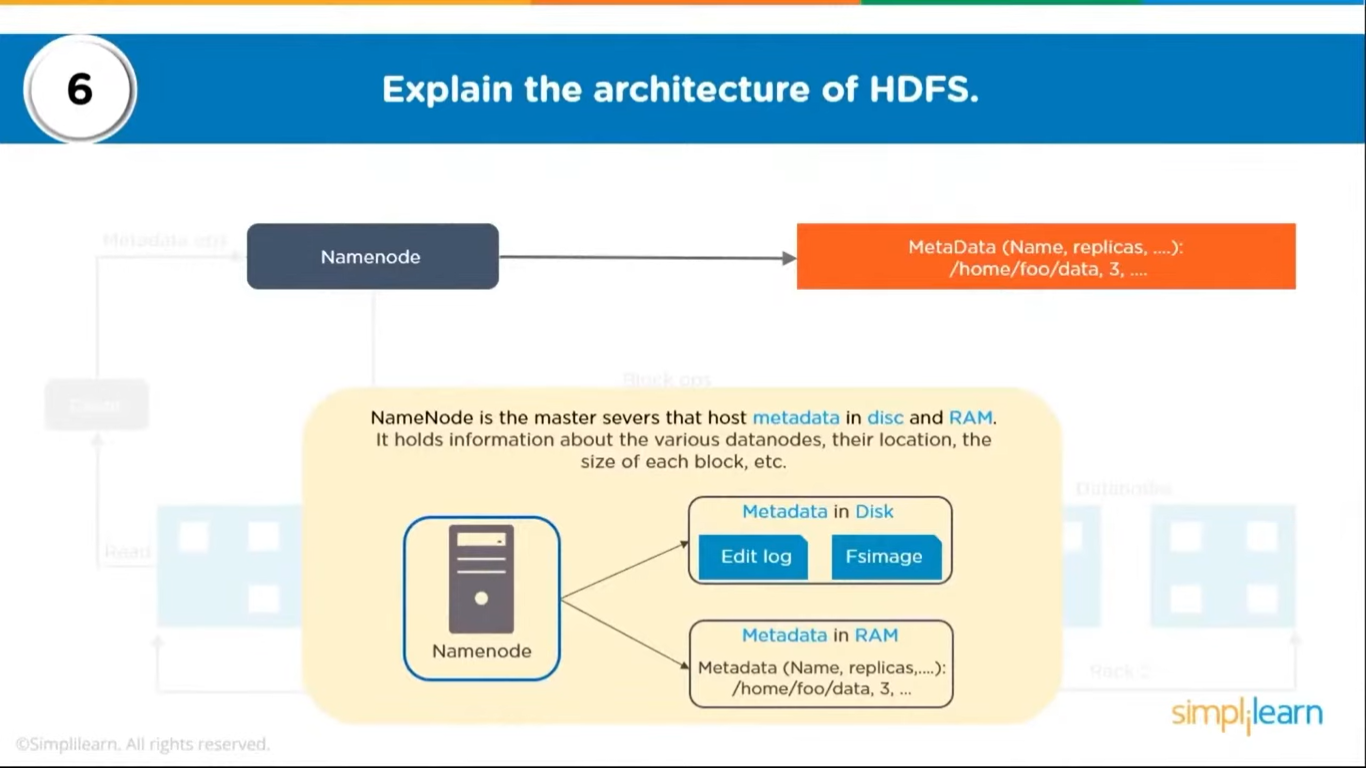 6
Explain the architecture of HDFS.
Metadata ops
Namenode
MetaData (Name, replicas, ....):
/home/foo/data, 3, ....
Block ops
Client
NameNode is the master severs that host metadata in disc and RAM.
It holds information about the various datanodes, their location, the
size of each block, etc.
Datanodes
Metadata in Disk
Edit log
Fsimage
Read
Namenode
Metadata in RAM
Metadata (Name, replicas,....):
/home/foo/data, 3, ...
Rack 2
simplilearn
©Simplilearn. All rights reserved.